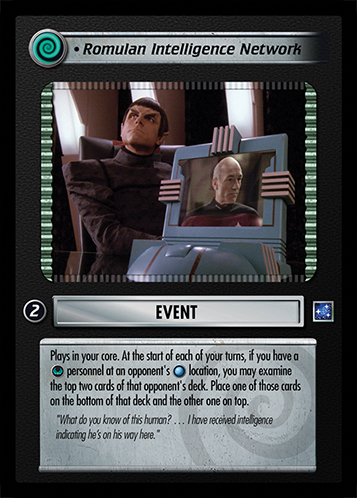 • Romulan Intelligence Network
2
EVENT
Plays in your core. At the start of each of your turns, if you have a
personnel at an opponent's location, you may examine
the top two cards of that opponent's deck. Place one of those cards
on the bottom of that deck and the other one on top.
"What do you know of this human? . . . I have received intelligence
indicating he's on his way here."